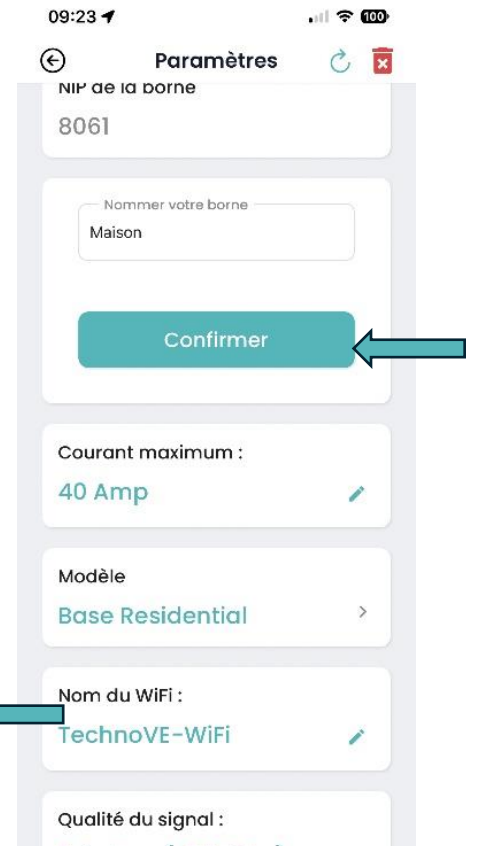 09:23
100
Paramètres
NIP de la borne
8061
Nommer votre borne
Maison
Confirmer
Courant maximum :
40 Amp
Modèle
Base Residential
Nom du WiFi :
TechnoVE-WiFi
Qualité du signal :